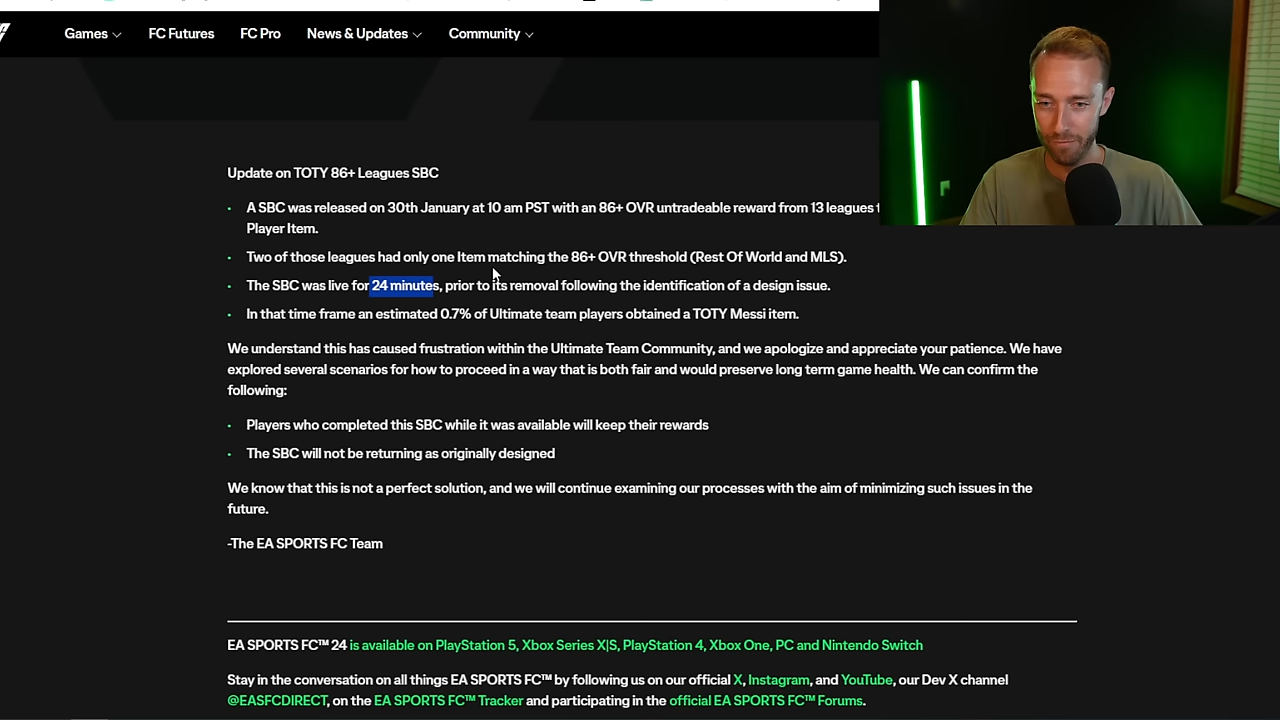 Games FC Futures FC Pro News & Updates Community
Update on TOTY 86+ Leagues SBC
• A SBC was released on 30th January at 10 am PST with an 86+ OVR untradeable reward from 13 leagues
Player Item.
• Two of those leagues had only one Item matching the 86+ OVR threshold (Rest Of World and MLS).
• The SBC was live for 24 minutes, prior to its removal following the identification of a design issue.
• In that time frame an estimated 0.7% of Ultimate team players obtained a TOTY Messi item.
We understand this has caused frustration within the Ultimate Team Community, and we apologize and appreciate your patience. We have
explored several scenarios for how to proceed in a way that is both fair and would preserve long term game health. We can confirm the
following:
• Players who completed this SBC while it was available will keep their rewards
• The SBC will not be returning as originally designed
We know that this is not a perfect solution, and we will continue examining our processes with the aim of minimizing such issues in the
future.
-The EA SPORTS FC Team
EA SPORTS FC™ 24 is available on PlayStation 5, Xbox Series X|S, PlayStation 4, Xbox One, PC and Nintendo Switch
Stay in the conversation on all things EA SPORTS FC™ by following us on our official X, Instagram, and YouTube, our Dev X channel
@EASFCDIRECT, on the EA SPORTS FC™ Tracker and participating in the official EA SPORTS FC™ Forums.